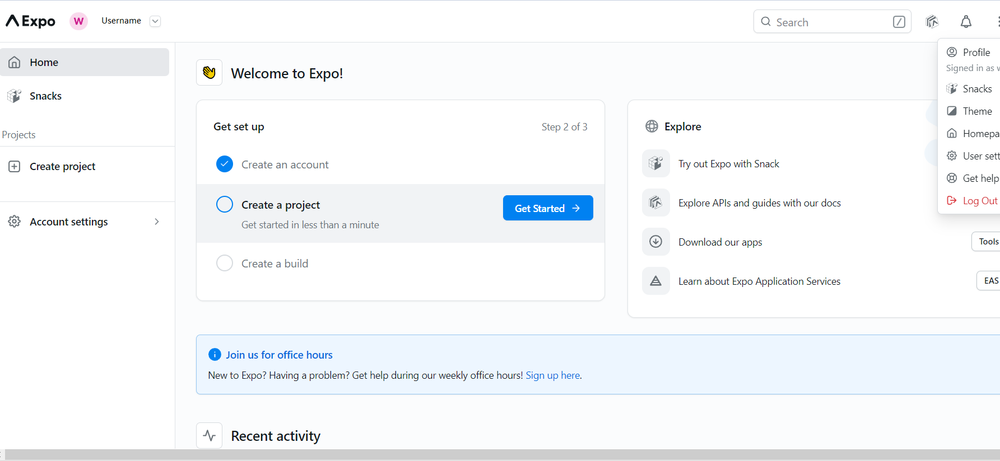 Expo
W
Username
Search
/
Home
Snacks
Projects
Create project
Account settings
Welcome to Expo!
Get set up
Step 2 of 3
Create an account
Create a project
Get started in less than a minute
Get Started
Create a build
Explore
Try out Expo with Snack
Explore APIs and guides with our docs
Download our apps
Tools
Learn about Expo Application Services
EAS
Profile
Signed in as w
Snacks
Theme
Homepa
User sett
Get help
Log Out
Join us for office hours
New to Expo? Having a problem? Get help during our weekly office hours! Sign up here.
Recent activity